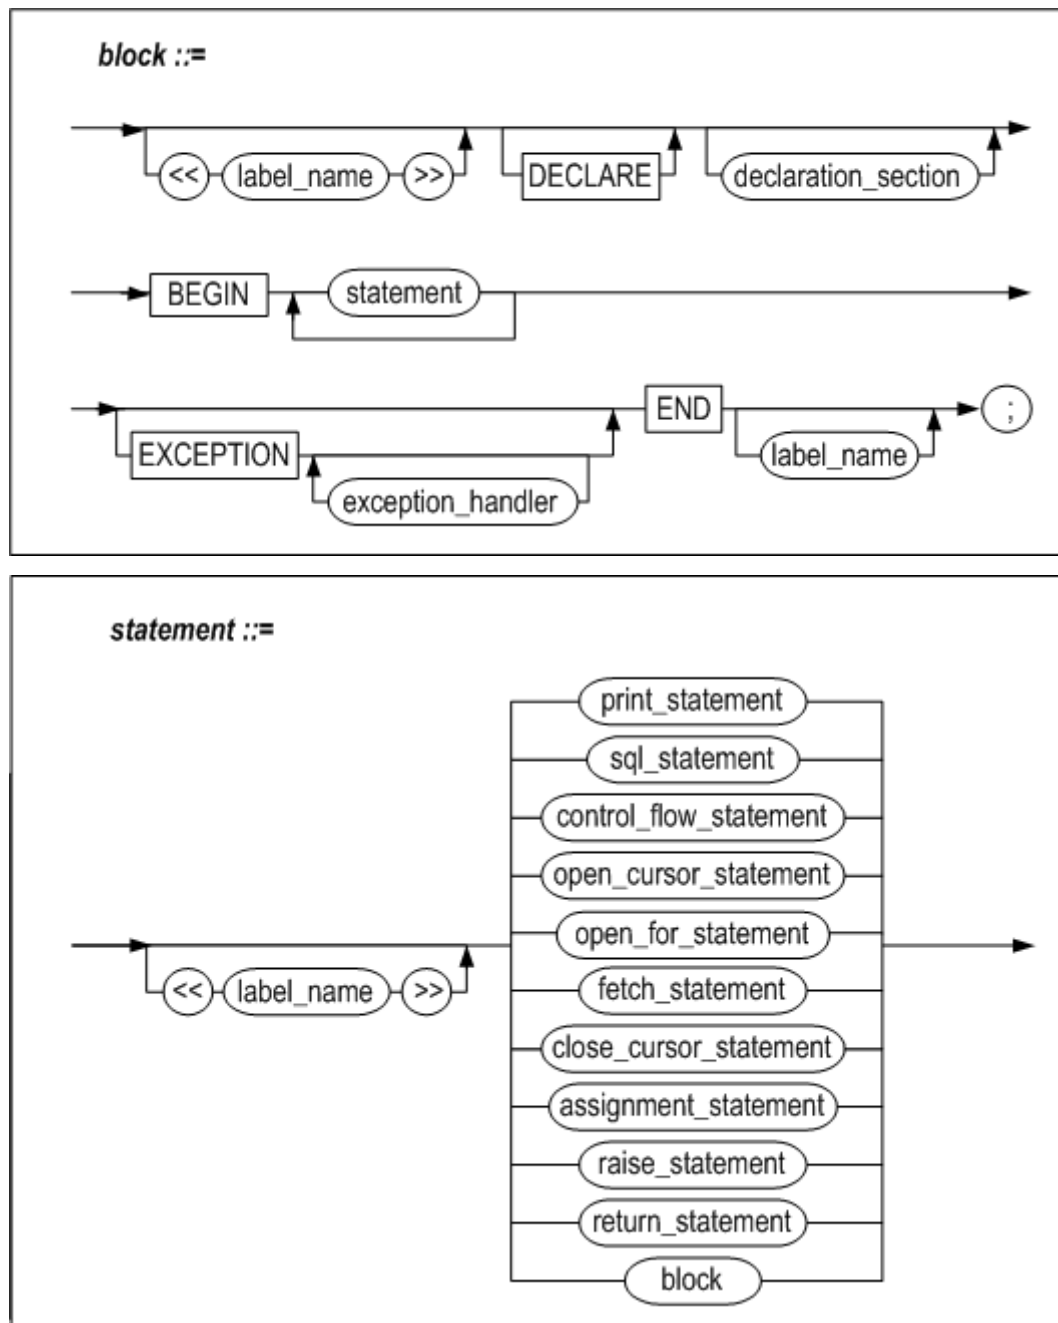 block ::=
<< label_name >> DECLARE declaration_section
BEGIN statement
EXCEPTION exception_handler END label_name ;
statement ::=
print_statement
sql_statement
control_flow_statement
open_cursor_statement
open_for_statement
<< label_name >> fetch_statement
close_cursor_statement
assignment_statement
raise_statement
return_statement
block